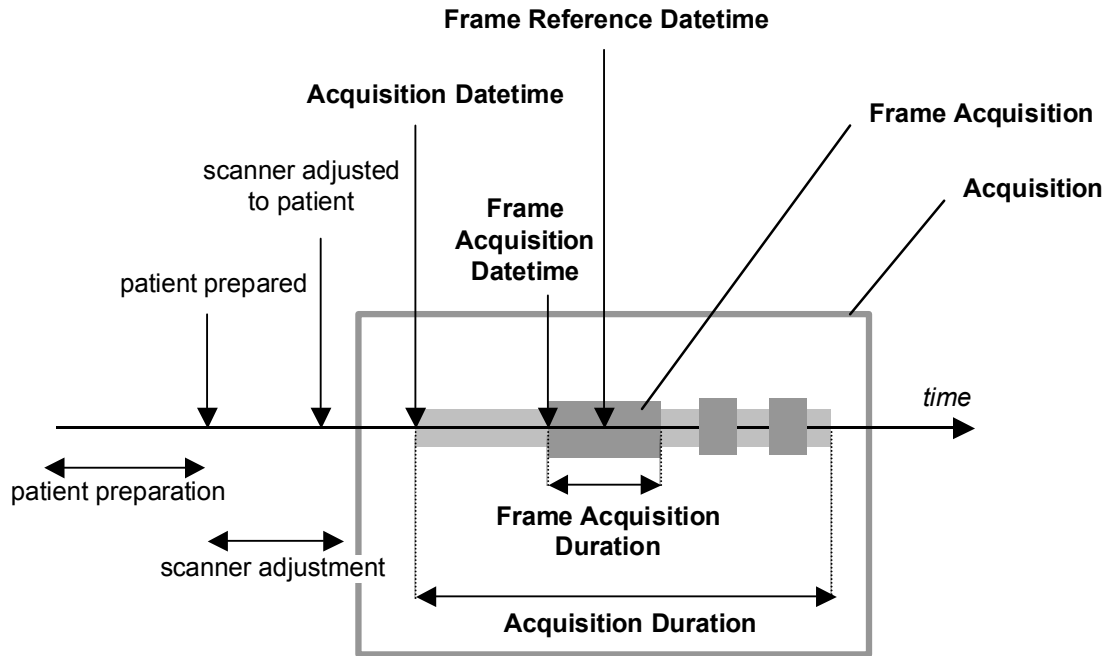 Frame Reference Datetime
Acquisition Datetime
Frame Acquisition
scanner adjusted
to patient
Acquisition
Frame
Acquisition
Datetime
patient prepared
time
patient preparation
Frame Acquisition
Duration
scanner adjustment
Acquisition Duration